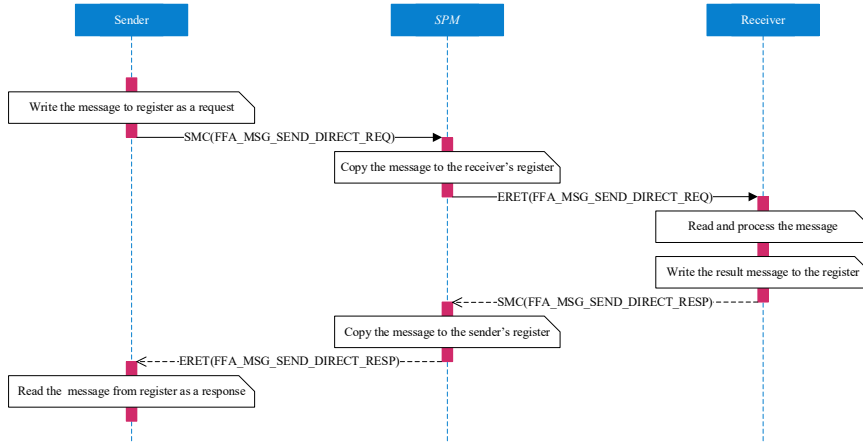 Sender
SPM
Receiver
Write the message to register as a request
SMC(FFA_MSG_SEND_DIRECT_REQ)
Copy the message to the receiver's register
ERET(FFA_MSG_SEND_DIRECT_REQ)
Read and process the message
Write the result message to the register
SMC(FFA_MSG_SEND_DIRECT_RESP)
Copy the message to the sender's register
ERET(FFA_MSG_SEND_DIRECT_RESP)
Read the message from register as a response